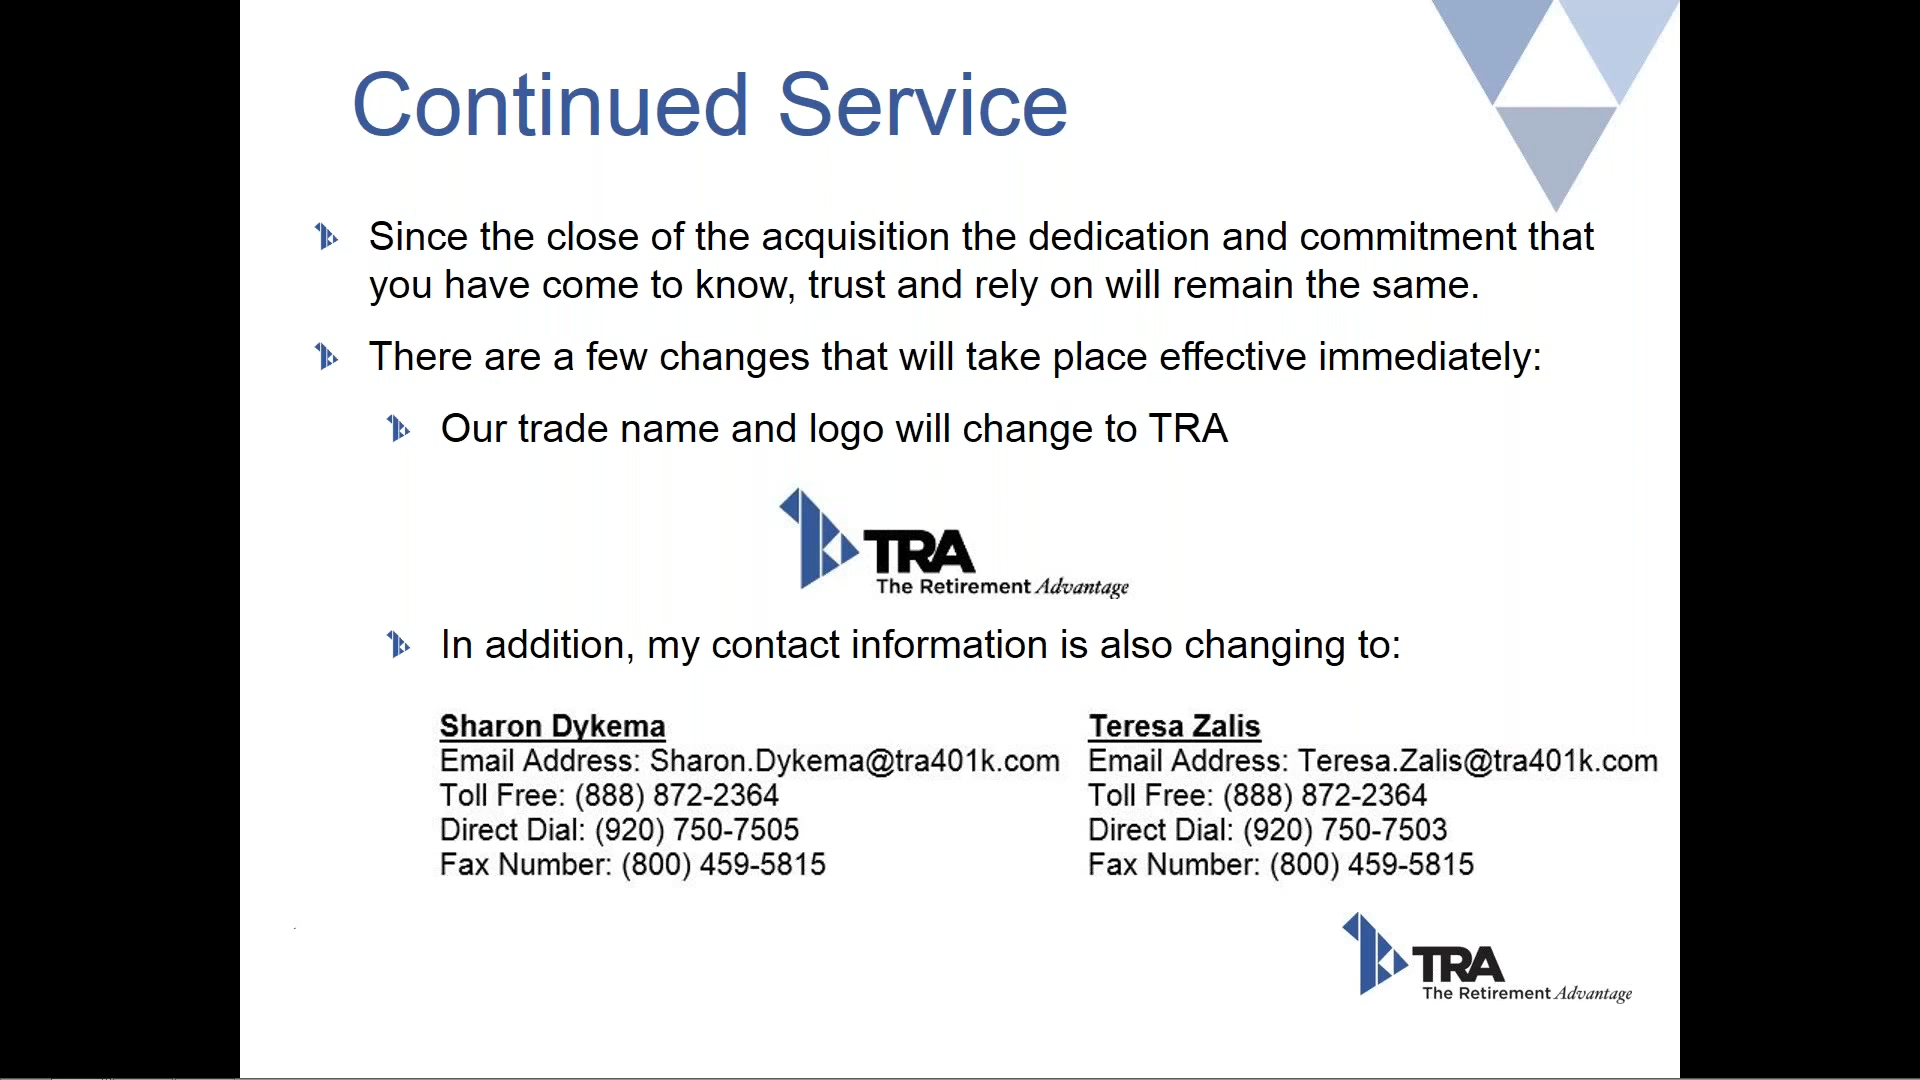 Continued Service
Since the close of the acquisition the dedication and commitment that
you have come to know, trust and rely on will remain the same.
There are a few changes that will take place effective immediately:
Our trade name and logo will change to TRA
TRA
The Retirement Advantage
In addition, my contact information is also changing to:
Sharon Dykema
Email Address: Sharon.Dykema@tra401k.com
Toll Free: (888) 872-2364
Direct Dial: (920) 750-7505
Fax Number: (800) 459-5815
Teresa Zalis
Email Address: Teresa.Zalis@tra401k.com
Toll Free: (888) 872-2364
Direct Dial: (920) 750-7503
Fax Number: (800) 459-5815
TRA
The Retirement Advantage